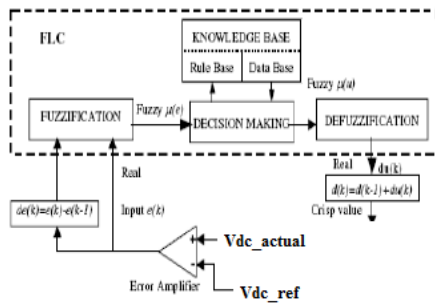 FLC
KNOWLEDGE BASE
Rule Base
Data Base
Fuzzy μ(u)
FUZZIFICATION
Fuzzy μ(e)
DECISION MAKING
DEFUZZIFICATION
Real
Real
du(k)
de(k)=e(k)-e(k-1)
Input e(k)
d(k)=d(k-1)+du(k)
Crisp value
+
Vdc_actual
-
Error Amplifier
Vdc_ref